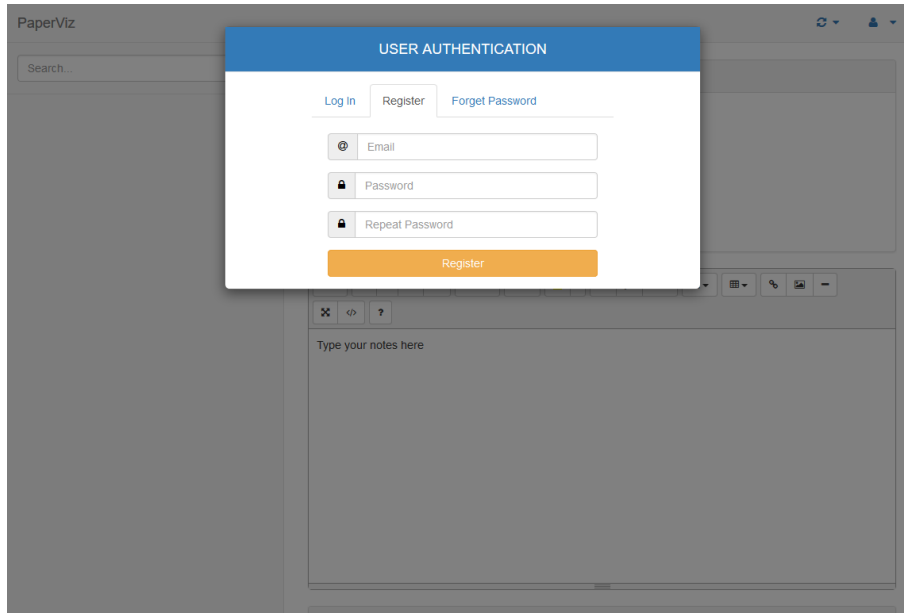 PaperViz
Search...
USER AUTHENTICATION
Log In Register Forget Password
@ Email
Password
Repeat Password
Register
</> ?
Type your notes here